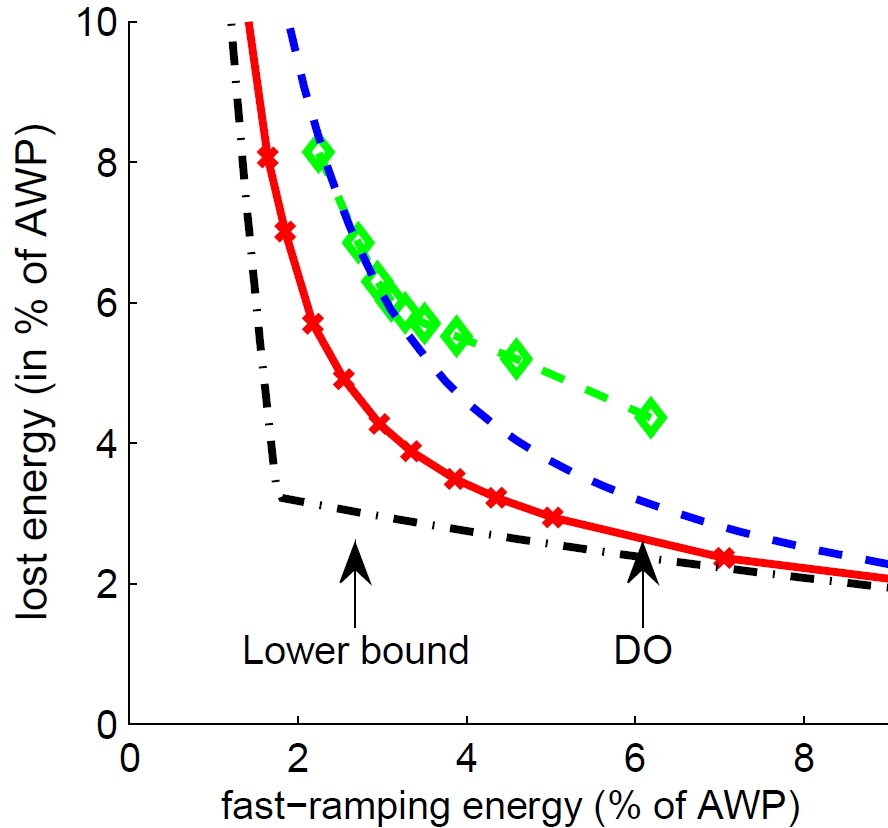 10
8
6
4
2
0
lost energy (in % of AWP)
Lower bound
DO
0 2 4 6 8
fast−ramping energy (% of AWP)